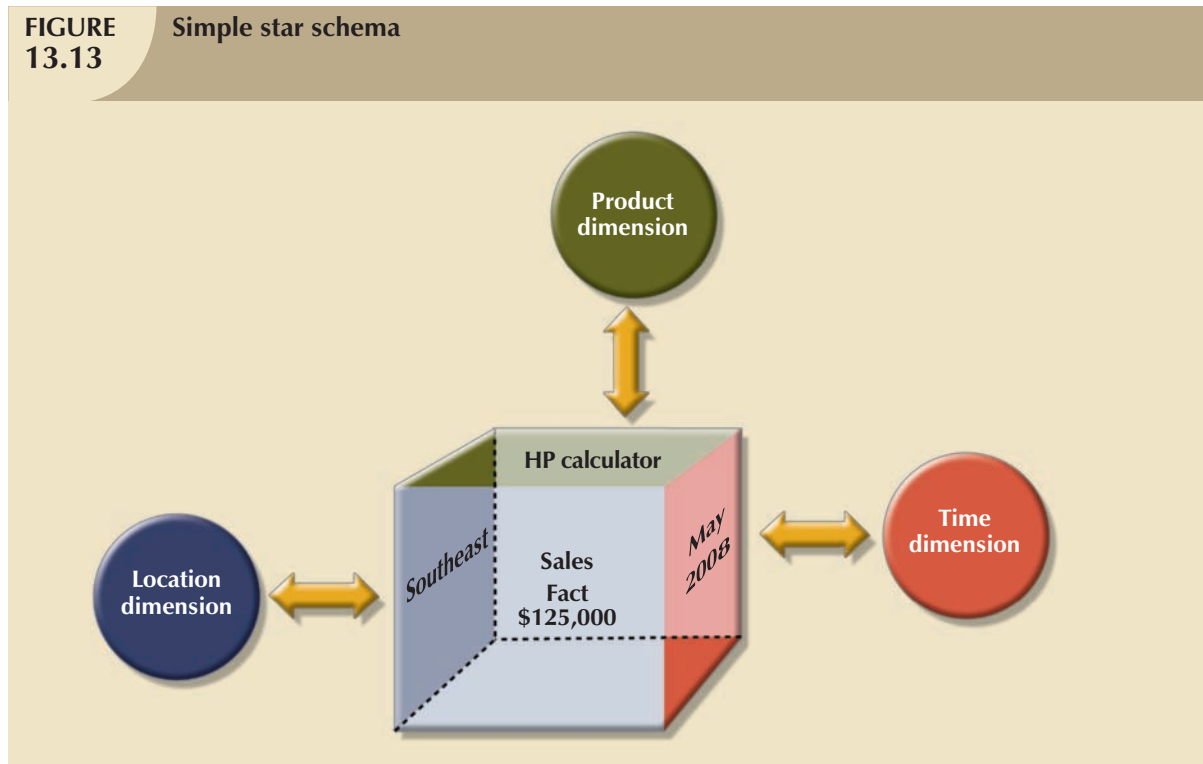 FIGURE
13.13
Simple star schema
Product
dimension
HP calculator
Southeast
May
2008
Sales
Fact
$125,000
Location
dimension
Time
dimension